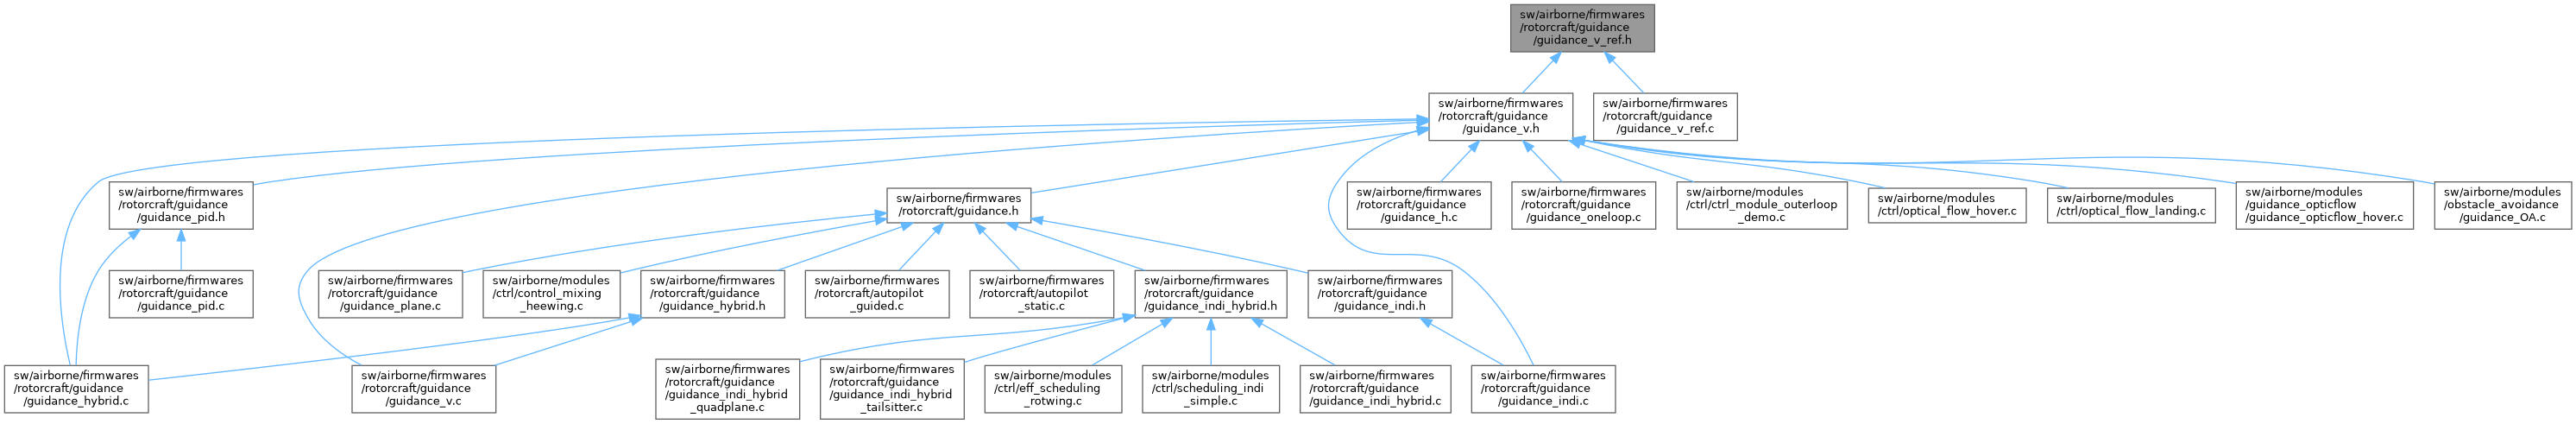 sw/airborne/firmwares
/rotorcraft/guidance
/guidance_v_ref.h
sw/airborne/firmwares
/rotorcraft/guidance
/guidance_v.h
sw/airborne/firmwares
/rotorcraft/guidance
/guidance_v_ref.c
sw/airborne/firmwares
/rotorcraft/guidance
/guidance_pid.h
sw/airborne/firmwares
/rotorcraft/guidance.h
sw/airborne/firmwares
/rotorcraft/guidance
/guidance_h.c
sw/airborne/firmwares
/rotorcraft/guidance
/guidance_oneloop.c
sw/airborne/modules
/ctrl/ctrl_module_outerloop
_demo.c
sw/airborne/modules
/ctrl/optical_flow_hover.c
sw/airborne/modules
/ctrl/optical_flow_landing.c
sw/airborne/modules
/guidance_opticflow
/guidance_opticflow_hover.c
sw/airborne/modules
/obstacle_avoidance
/guidance_OA.c
sw/airborne/firmwares
/rotorcraft/guidance
/guidance_pid.c
sw/airborne/firmwares
/rotorcraft/guidance
/guidance_plane.c
sw/airborne/modules
/ctrl/control_mixing
_heewing.c
sw/airborne/firmwares
/rotorcraft/guidance
/guidance_hybrid.h
sw/airborne/firmwares
/rotorcraft/autopilot
_guided.c
sw/airborne/firmwares
/rotorcraft/autopilot
_static.c
sw/airborne/firmwares
/rotorcraft/guidance
/guidance_indi_hybrid.h
sw/airborne/firmwares
/rotorcraft/guidance
/guidance_indi.h
sw/airborne/firmwares
/rotorcraft/guidance
/guidance_hybrid.c
sw/airborne/firmwares
/rotorcraft/guidance
/guidance_v.c
sw/airborne/firmwares
/rotorcraft/guidance
/guidance_indi_hybrid
_quadplane.c
sw/airborne/firmwares
/rotorcraft/guidance
/guidance_indi_hybrid
_tailsitter.c
sw/airborne/modules
/ctrl/eff_scheduling
_rotwing.c
sw/airborne/modules
/ctrl/scheduling_indi
_simple.c
sw/airborne/firmwares
/rotorcraft/guidance
/guidance_indi_hybrid.c
sw/airborne/firmwares
/rotorcraft/guidance
/guidance_indi.c